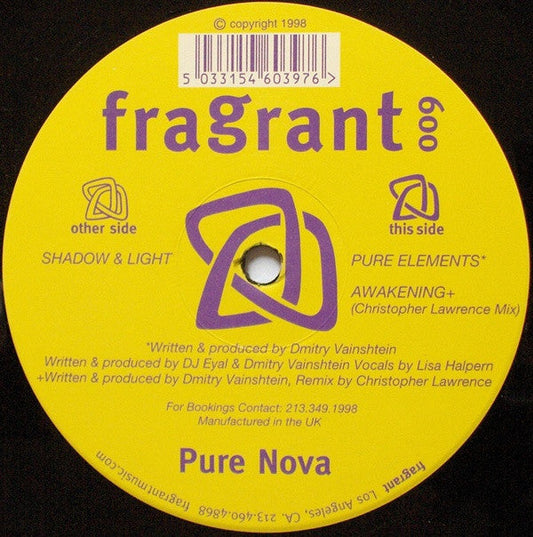 © copyright 1998
5 033154 603976 >
fragrant 009
other side
this side
SHADOW & LIGHT
PURE ELEMENTS*
AWAKENING+
(Christopher Lawrence Mix)
*Written & produced by Dmitry Vainshtein
Written & produced by DJ Eyal & Dmitry Vainshtein Vocals by Lisa Halpern
+Written & produced by Dmitry Vainshtein, Remix by Christopher Lawrence
For Bookings Contact: 213.349.1998
Manufactured in the UK
Pure Nova
fragrant Los Angeles, CA. 213.460.4868 fragrantmusic.com